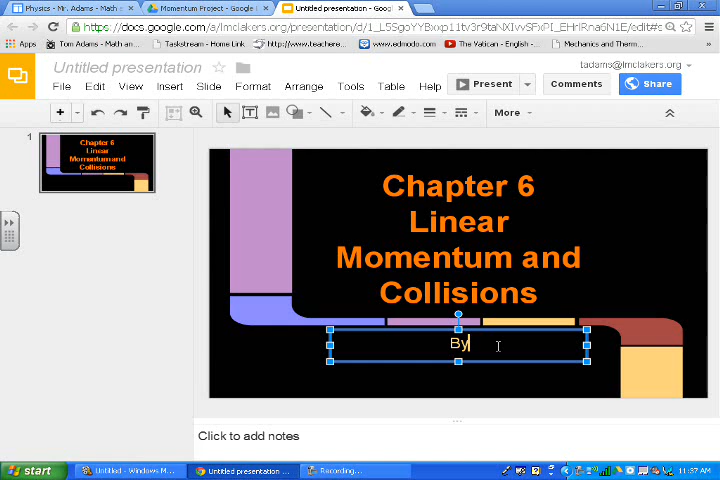 Physics - Mr. Adams - Math
Momentum Project - Google
Untitled presentation - Goog
https://docs.google.com/a/lmclakers.org/presentation/d/1_L5SgoYYBxxp11tv3r9taNX1vvSFxPI_EHrlRna6N1E/edit#s
Apps
Tom Adams - Math an...
Taskstream - Home Link
http://www.teachere...
www.edmodo.com
The Vatican - English -...
Mechanics and Therm...
Untitled presentation
tadams@lmclakers.org
File Edit View Insert Slide Format Arrange Tools Table Help
Present
Comments
Share
More
1
Chapter 6
Linear
Momentum and
Collisions
Chapter 6
Linear
Momentum and
Collisions
By
Click to add notes
start
Untitled - Windows M...
Untitled presentation ...
Recording...
11:37 AM